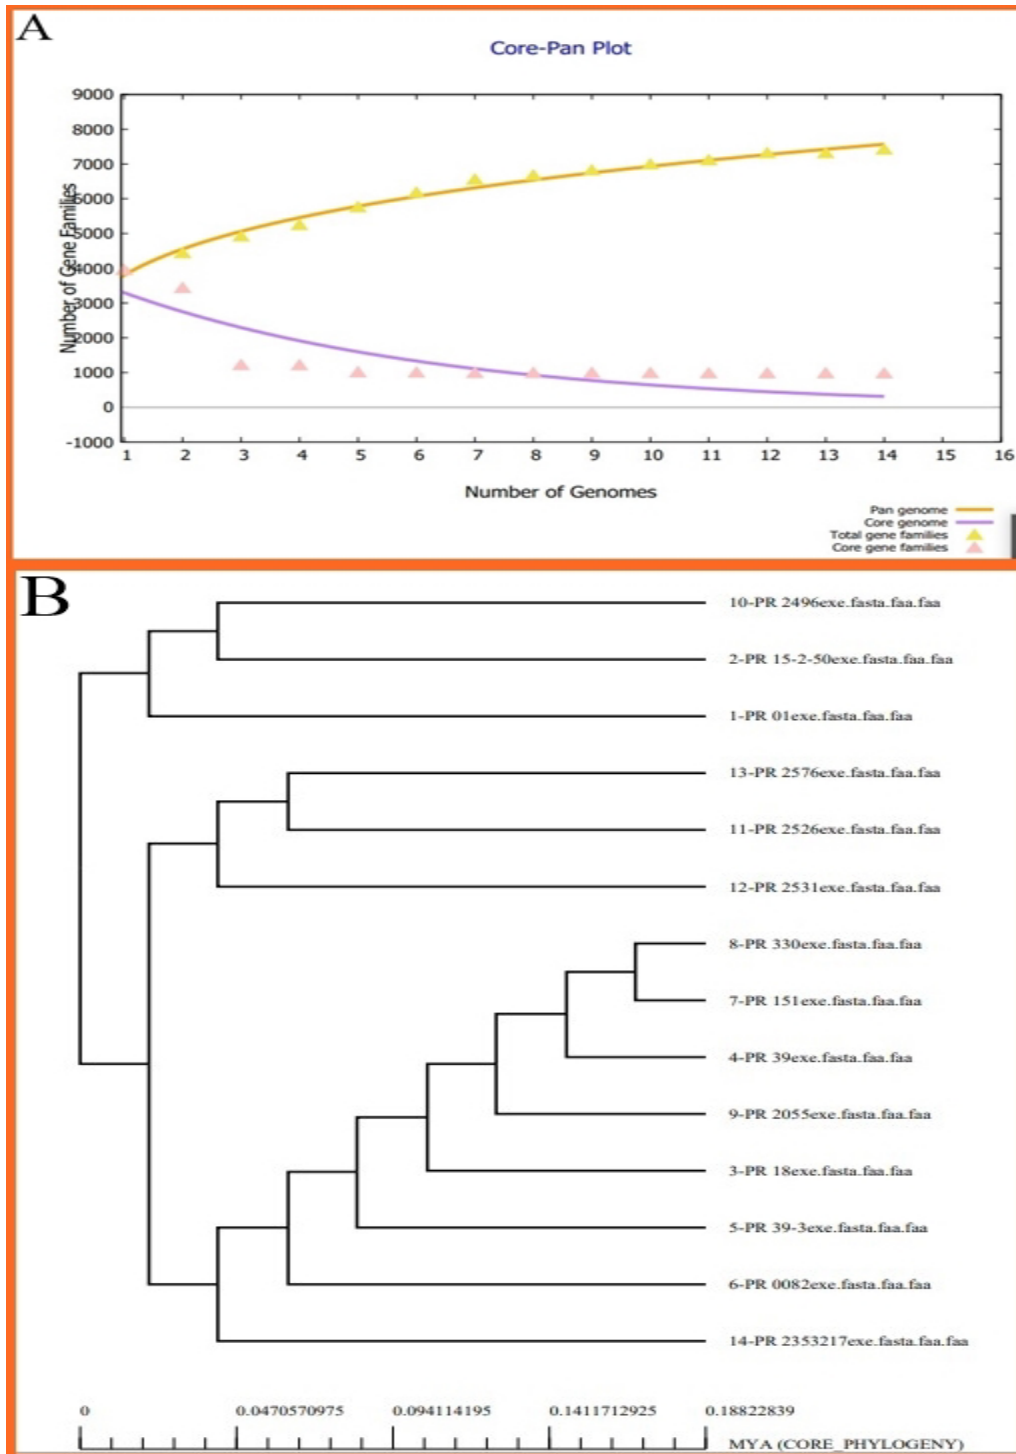 A
Core-Pan Plot
9000
8000
7000
6000
5000
4000
3000
2000
1000
0
-1000
Number of Gene Families
1 2 3 4 5 6 7 8 9 10 11 12 13 14 15 16
Number of Genomes
Pan genome
Core genome
Total gene families
Core gene families
B
10-PR 2496exe.fasta.faa.faa
2-PR 15-2-50exe.fasta.faa.faa
1-PR 01exe.fasta.faa.faa
13-PR 2576exe.fasta.faa.faa
11-PR 2526exe.fasta.faa.faa
12-PR 2531exe.fasta.faa.faa
8-PR 330exe.fasta.faa.faa
7-PR 151exe.fasta.faa.faa
4-PR 39exe.fasta.faa.faa
9-PR 2055exe.fasta.faa.faa
3-PR 18exe.fasta.faa.faa
5-PR 39-3exe.fasta.faa.faa
6-PR 0082exe.fasta.faa.faa
14-PR 2353217exe.fasta.faa.faa
0 0.0470570975 0.094114195 0.1411712925 0.18822839
MYA (CORE_PHYLOGENY)